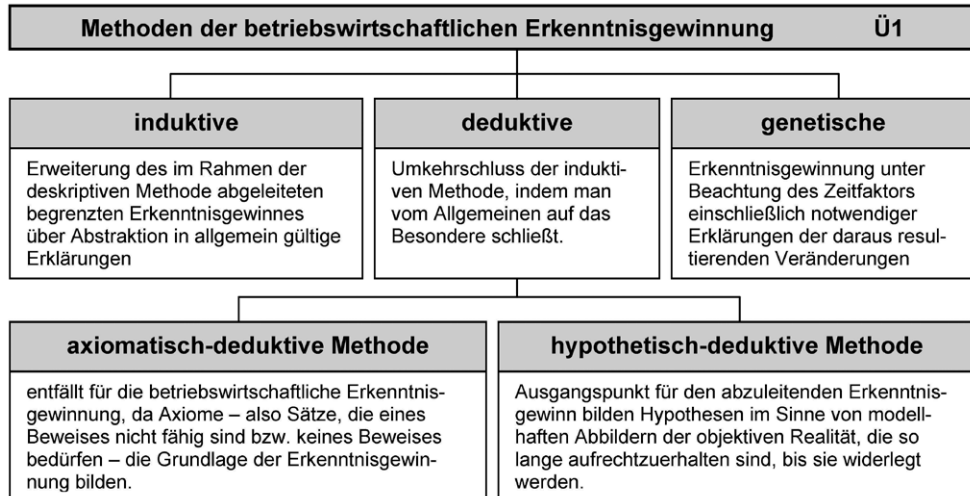 Methoden der betriebswirtschaftlichen Erkenntnisgewinnung Ü1
induktive
Erweiterung des im Rahmen der
deskriptiven Methode abgeleiteten
begrenzten Erkenntnisgewinnes
über Abstraktion in allgemein gültige
Erklärungen
deduktive
Umkehrschluss der indukti-
ven Methode, indem man
vom Allgemeinen auf das
Besondere schließt.
genetische
Erkenntnisgewinnung unter
Beachtung des Zeitfaktors
einschließlich notwendiger
Erklärungen der daraus resul-
tierenden Veränderungen
axiomatisch-deduktive Methode
entfällt für die betriebswirtschaftliche Erkenntnis-
gewinnung, da Axiome – also Sätze, die eines
Beweises nicht fähig sind bzw. keines Beweises
bedürfen – die Grundlage der Erkenntnisgewin-
nung bilden.
hypothetisch-deduktive Methode
Ausgangspunkt für den abzuleitenden Erkenntnis-
gewinn bilden Hypothesen im Sinne von modell-
haften Abbildern der objektiven Realität, die so
lange aufrechtzuerhalten sind, bis sie widerlegt
werden.